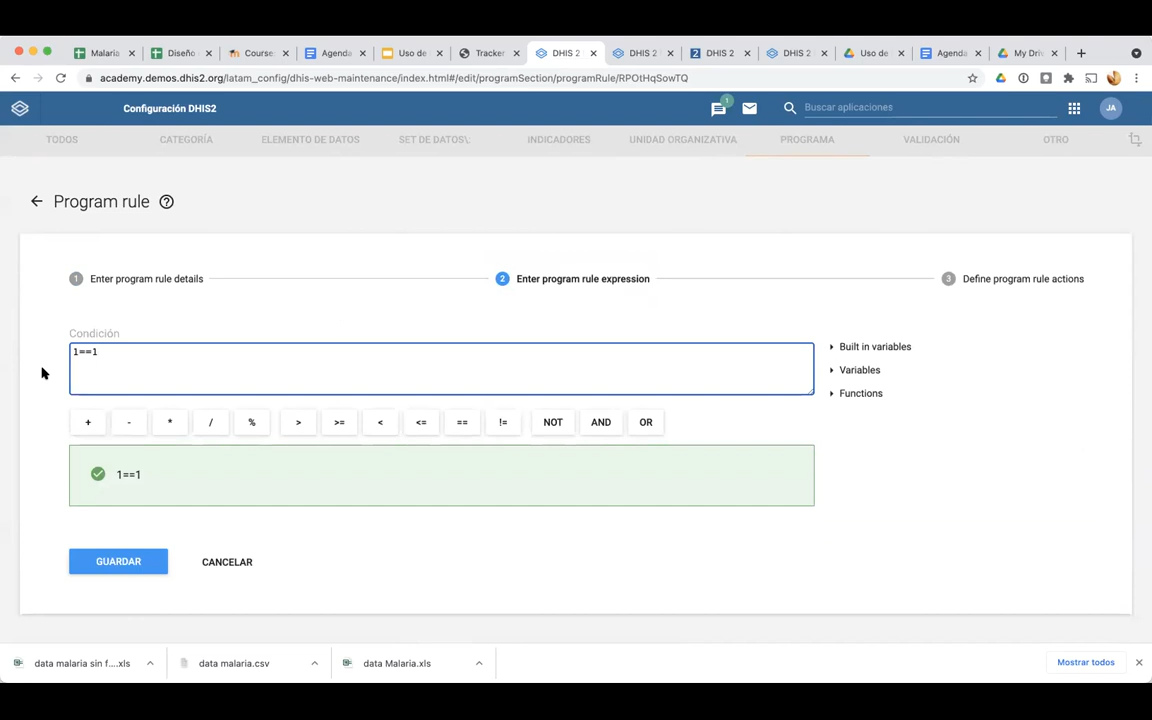 Malaria
Diseño
Course
Agenda
Uso de
Tracker
DHIS 2
DHIS 2
DHIS 2
DHIS 2
Uso de
Agenda
My Driv
academy.demos.dhis2.org/latam_config/dhis-web-maintenance/index.html#/edit/programSection/programRule/RPOtHqSowTQ
Configuración DHIS2
1
Buscar aplicaciones
JA
TODOS
CATEGORÍA
ELEMENTO DE DATOS
SET DE DATOS\;
INDICADORES
UNIDAD ORGANIZATIVA
PROGRAMA
VALIDACIÓN
OTRO
Program rule
1 Enter program rule details
2 Enter program rule expression
3 Define program rule actions
Condición
1==1
Built in variables
Variables
Functions
+ - * / % > >= < <= == != NOT AND OR
1==1
GUARDAR
CANCELAR
data malaria sin f....xls
data malaria.csv
data Malaria.xls
Mostrar todos